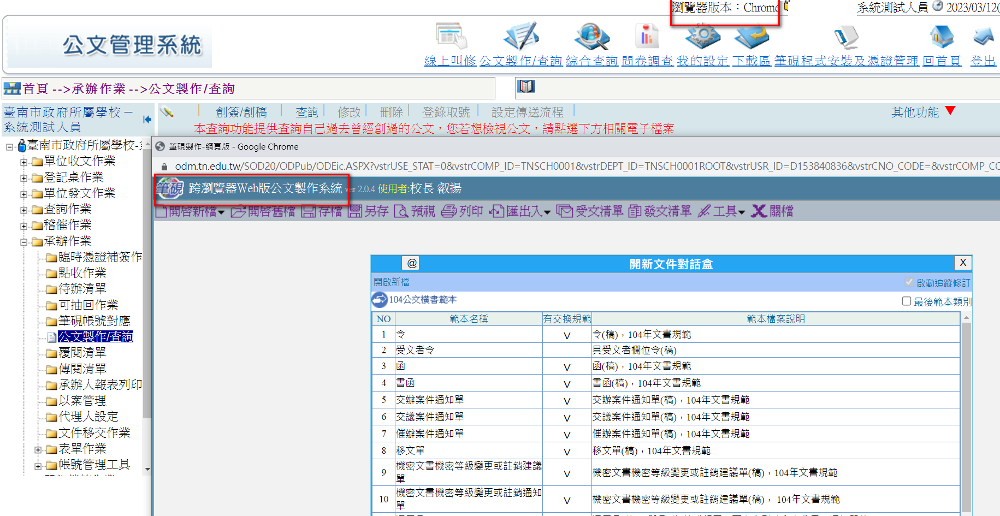 瀏覽器版本：Chrome
系統測試人員 2023/03/12(
公文管理系統
線上叫修 公文製作/查詢 綜合查詢 問卷調查 我的設定 下載區 筆硯程式安裝及憑證管理 回首頁 登出
首頁 -->承辦作業 -->公文製作/查詢
臺南市政府所屬學校－
系統測試人員
創簽/創稿 查詢 修改 刪除 登錄取號 設定傳送流程 其他功能
本查詢功能提供查詢自己過去曾經創過的公文，您若想檢視公文，請點選下方相關電子檔案
臺南市政府所屬學校-
單位收文作業
登記桌作業
單位發文作業
查詢作業
稽催作業
承辦作業
臨時憑證補簽作
點收作業
待辦清單
可抽回作業
筆硯帳號對應
公文製作/查詢
覆閱清單
傳閱清單
承辦人報表列印
以案管理
代理人設定
文件移交作業
表單作業
帳號管理工具
筆硯製作-網頁版 - Google Chrome
odm.tn.edu.tw/SOD20/ODPub/ODEic.ASPX?vstrUSE_STAT=0&vstrCOMP_ID=TNSCH0001&vstrDEPT_ID=TNSCH0001ROOT&vstrUSR_ID=D153840836&vstrCNO_CODE=&vstrCOMP_CO
筆硯 跨瀏覽器Web版公文製作系統 ver 2.0.4 使用者:校長 叡揚
開啓新檔 開啓舊檔 存檔 另存 預視 列印 匯出入 受文清單 發文清單 工具 關檔
@ 開新文件對話盒 X
開啟新檔 啟動追蹤修訂
104公文橫書範本 最後範本類別
NO 範本名稱 有交換規範 範本檔案說明
1 令 V 令(稿)，104年文書規範
2 受文者令 具受文者欄位令(稿)
3 函 V 函(稿)，104年文書規範
4 書函 V 書函(稿)，104年文書規範
5 交辦案件通知單 V 交辦案件通知單(稿)，104年文書規範
6 交議案件通知單 V 交議案件通知單(稿)，104年文書規範
7 催辦案件通知單 V 催辦案件通知單(稿)，104年文書規範
8 移文單 V 移文單(稿)，104年文書規範
9 機密文書機密等級變更或註銷建議單 V 機密文書機密等級變更或註銷建議單(稿)，104年文書規範
10 機密文書機密等級變更或註銷通知單 V 機密文書機密等級變更或註銷建議單(稿)， 104年文書規範